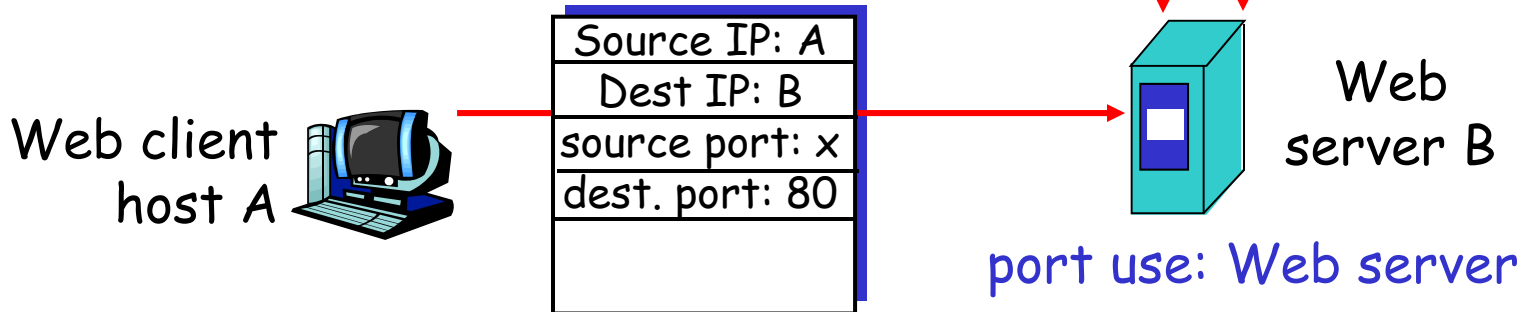 Web client
host A
Source IP: A
Dest IP: B
source port: x
dest. port: 80
Web
server B
port use: Web server